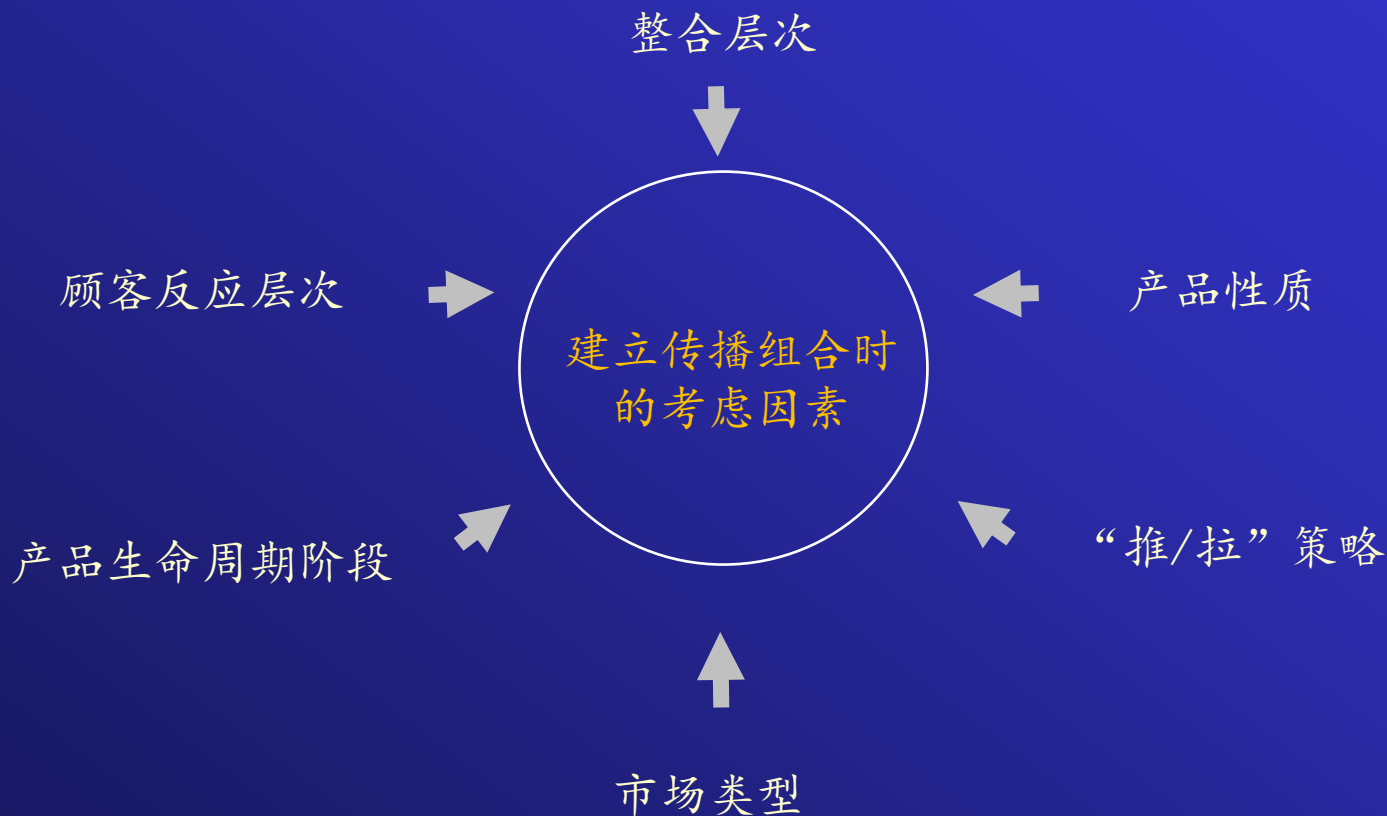 整合层次
顾客反应层次
产品性质
建立传播组合时
的考虑因素
产品生命周期阶段
“推/拉”策略
市场类型